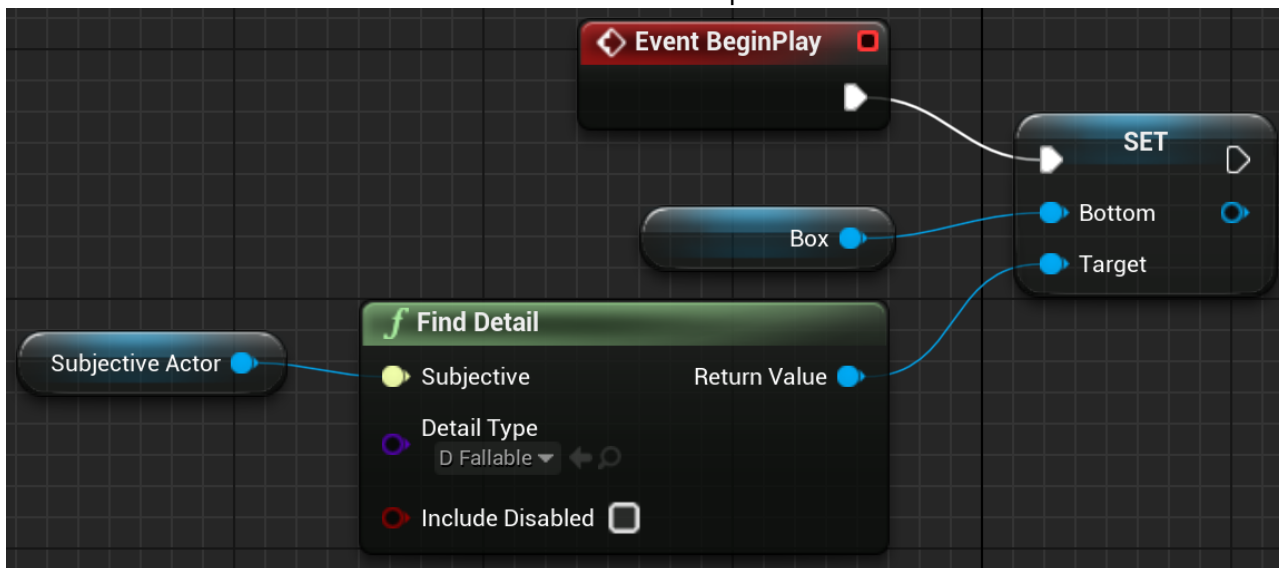 Event BeginPlay
SET
Bottom
Box
Target
f Find Detail
Subjective Actor
Subjective
Return Value
Detail Type
D Fallable
Include Disabled